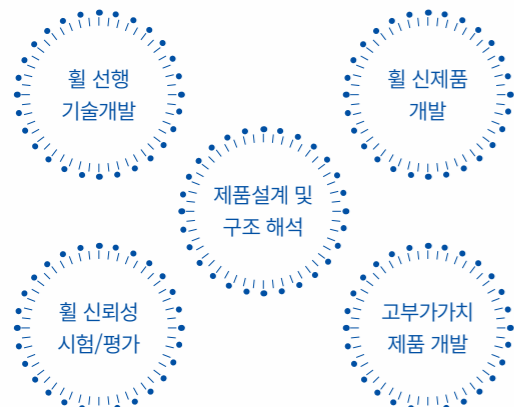 휠 선행
기술개발
휠 신제품
개발
제품설계 및
구조 해석
휠 신뢰성
시험/평가
고부가가치
제품 개발